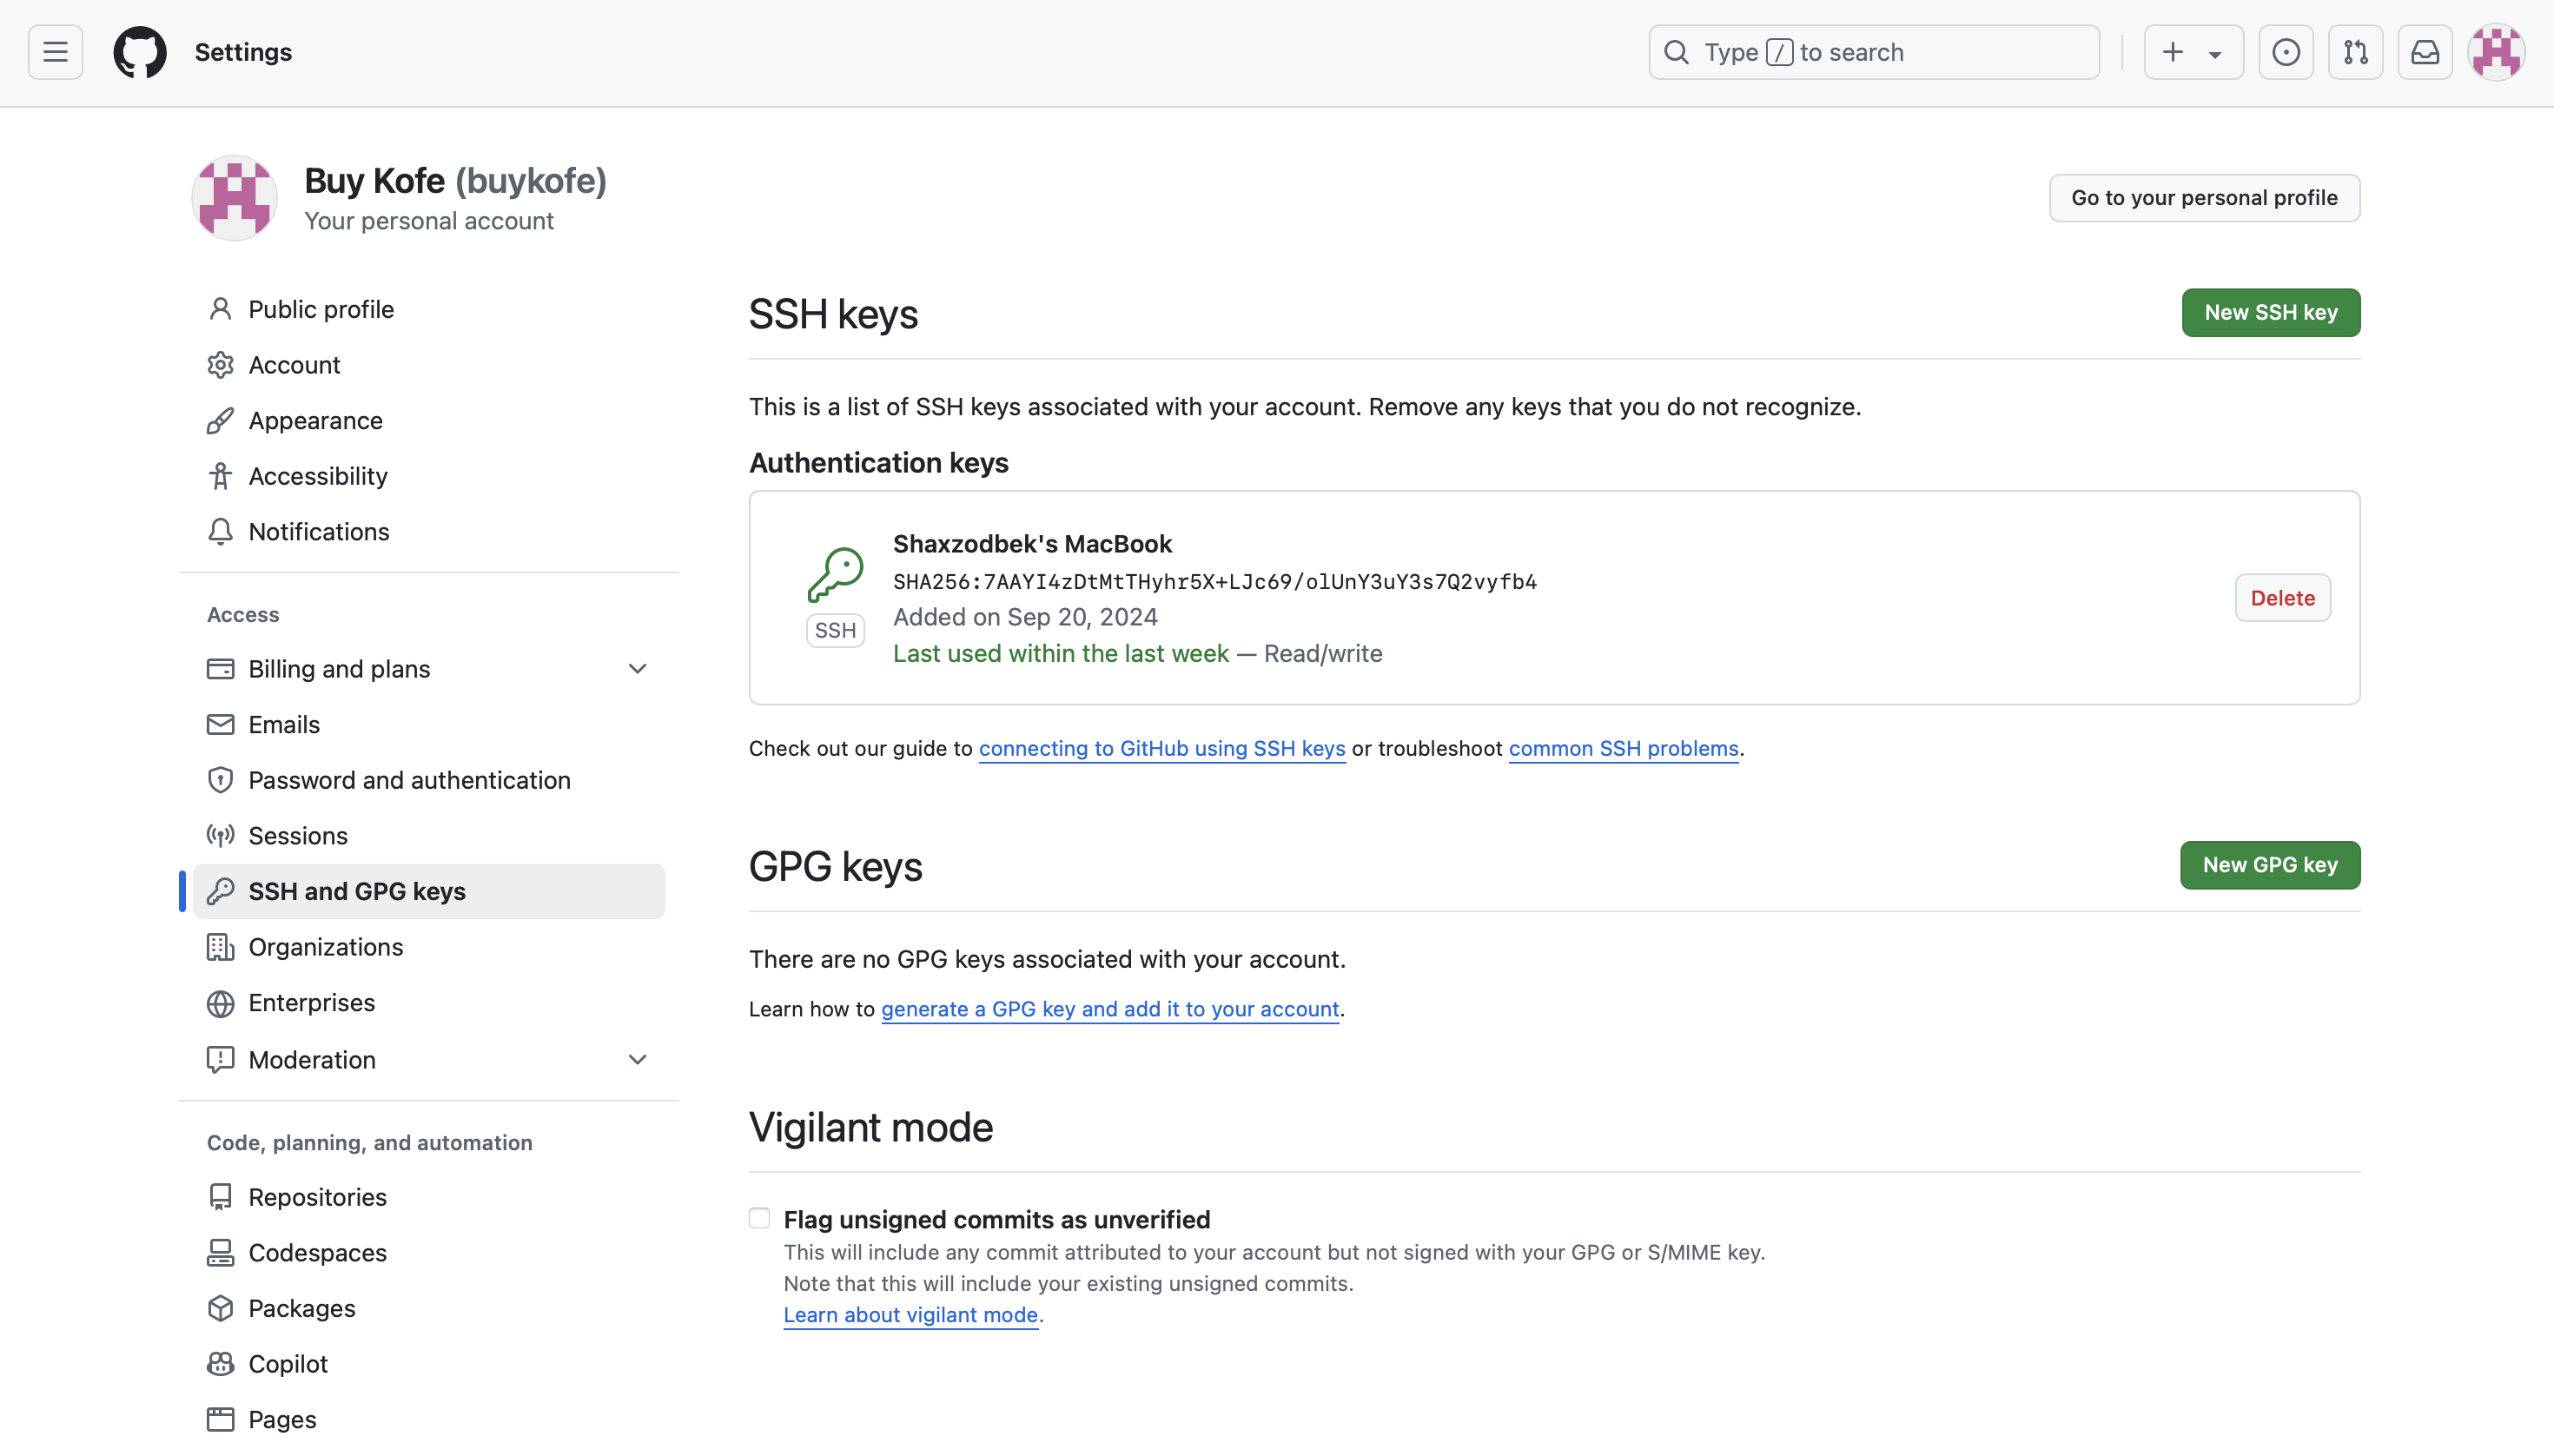 Settings
Type / to search
Buy Kofe (buykofe)
Your personal account
Go to your personal profile
Public profile
Account
Appearance
Accessibility
Notifications
Access
Billing and plans
Emails
Password and authentication
Sessions
SSH and GPG keys
Organizations
Enterprises
Moderation
Code, planning, and automation
Repositories
Codespaces
Packages
Copilot
Pages
SSH keys
New SSH key
This is a list of SSH keys associated with your account. Remove any keys that you do not recognize.
Authentication keys
SSH
Shaxzodbek's MacBook
SHA256:7AAYI4zDtMtTHyhr5X+LJc69/olUnY3uY3s7Q2vyfb4
Added on Sep 20, 2024
Last used within the last week — Read/write
Delete
Check out our guide to connecting to GitHub using SSH keys or troubleshoot common SSH problems.
GPG keys
New GPG key
There are no GPG keys associated with your account.
Learn how to generate a GPG key and add it to your account.
Vigilant mode
Flag unsigned commits as unverified
This will include any commit attributed to your account but not signed with your GPG or S/MIME key.
Note that this will include your existing unsigned commits.
Learn about vigilant mode.